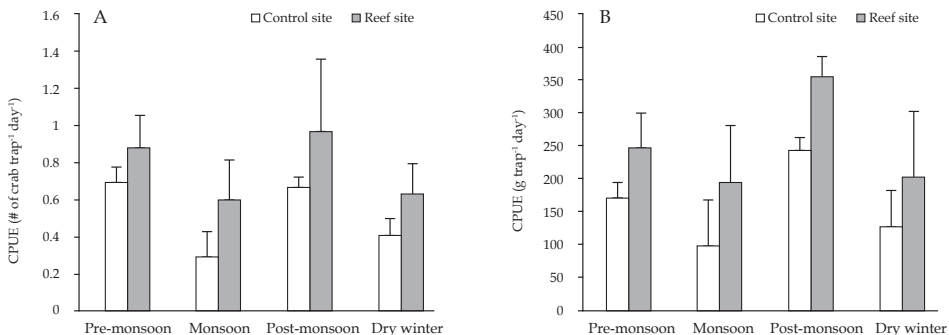 A
Control site
Reef site
CPUE (# of crab trap⁻¹ day⁻¹)
1.6
1.4
1.2
1
0.8
0.6
0.4
0.2
0
Pre-monsoon Monsoon Post-monsoon Dry winter
B
Control site
Reef site
CPUE (g trap⁻¹ day⁻¹)
450
400
350
300
250
200
150
100
50
0
Pre-monsoon Monsoon Post-monsoon Dry winter